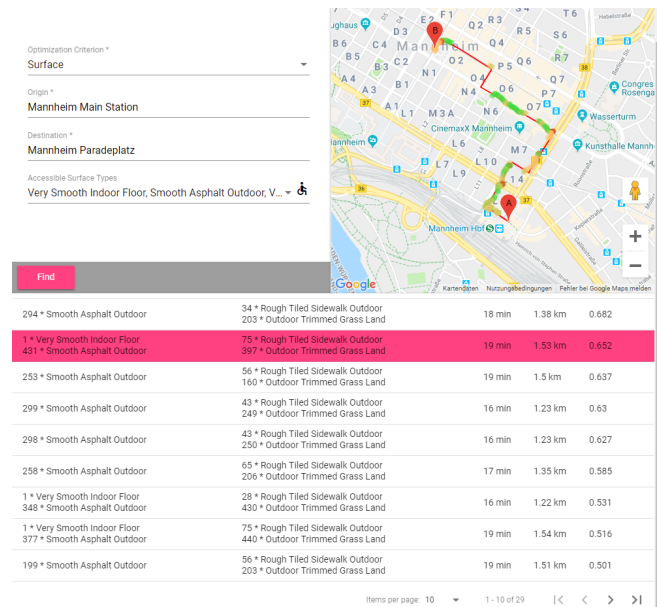 Optimization Criterion *
Surface
Origin *
Mannheim Main Station
Destination *
Mannheim Paradeplatz
Accessible Surface Types
Very Smooth Indoor Floor, Smooth Asphalt Outdoor, V...
Find
B
A
Mannheim
CinemaxX Mannheim
Wasserturm
Kunsthalle Mannh
Congres
Rosenga
Mannheim Hbf
Google
Kartendaten Nutzungsbedingungen Fehler bei Google Maps melden
294 * Smooth Asphalt Outdoor 34 * Rough Tiled Sidewalk Outdoor 18 min 1.38 km 0.682
203 * Outdoor Trimmed Grass Land
1 * Very Smooth Indoor Floor 75 * Rough Tiled Sidewalk Outdoor 19 min 1.53 km 0.652
431 * Smooth Asphalt Outdoor 397 * Outdoor Trimmed Grass Land
253 * Smooth Asphalt Outdoor 56 * Rough Tiled Sidewalk Outdoor 19 min 1.5 km 0.637
160 * Outdoor Trimmed Grass Land
299 * Smooth Asphalt Outdoor 43 * Rough Tiled Sidewalk Outdoor 16 min 1.23 km 0.63
249 * Outdoor Trimmed Grass Land
298 * Smooth Asphalt Outdoor 43 * Rough Tiled Sidewalk Outdoor 16 min 1.23 km 0.627
250 * Outdoor Trimmed Grass Land
258 * Smooth Asphalt Outdoor 65 * Rough Tiled Sidewalk Outdoor 17 min 1.35 km 0.585
206 * Outdoor Trimmed Grass Land
1 * Very Smooth Indoor Floor 28 * Rough Tiled Sidewalk Outdoor 16 min 1.22 km 0.531
348 * Smooth Asphalt Outdoor 430 * Outdoor Trimmed Grass Land
1 * Very Smooth Indoor Floor 75 * Rough Tiled Sidewalk Outdoor 19 min 1.54 km 0.516
377 * Smooth Asphalt Outdoor 440 * Outdoor Trimmed Grass Land
199 * Smooth Asphalt Outdoor 56 * Rough Tiled Sidewalk Outdoor 19 min 1.51 km 0.501
203 * Outdoor Trimmed Grass Land
Items per page: 10 1 - 10 of 29